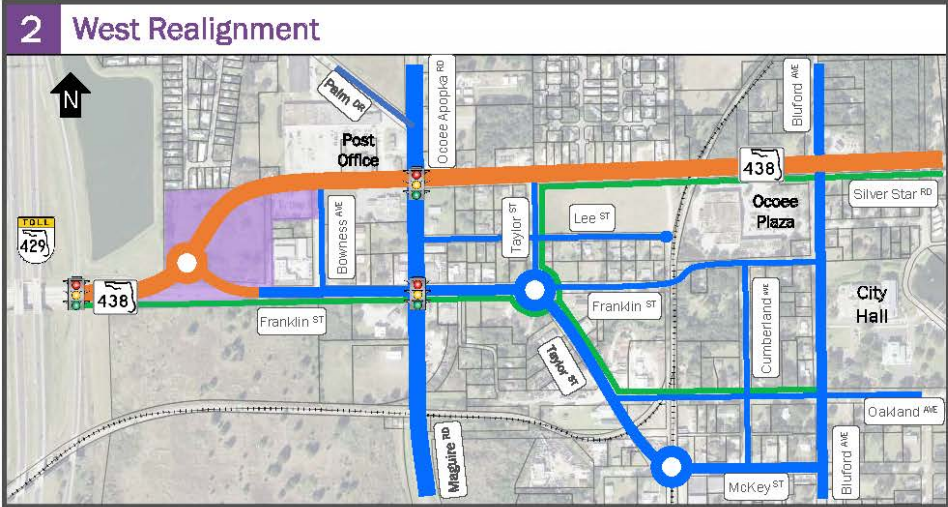 2 West Realignment
N
Palm DR
Ocoee Apopka RD
Bluford AVE
Post
Office
438
Silver Star RD
Ocoee
Plaza
Taylor ST
Lee ST
Bowness AVE
TOLL
429
438
Franklin ST
Franklin ST
Cumberland AVE
City
Hall
Taylor ST
Oakland AVE
Maguire RD
McKey ST
Bluford AVE